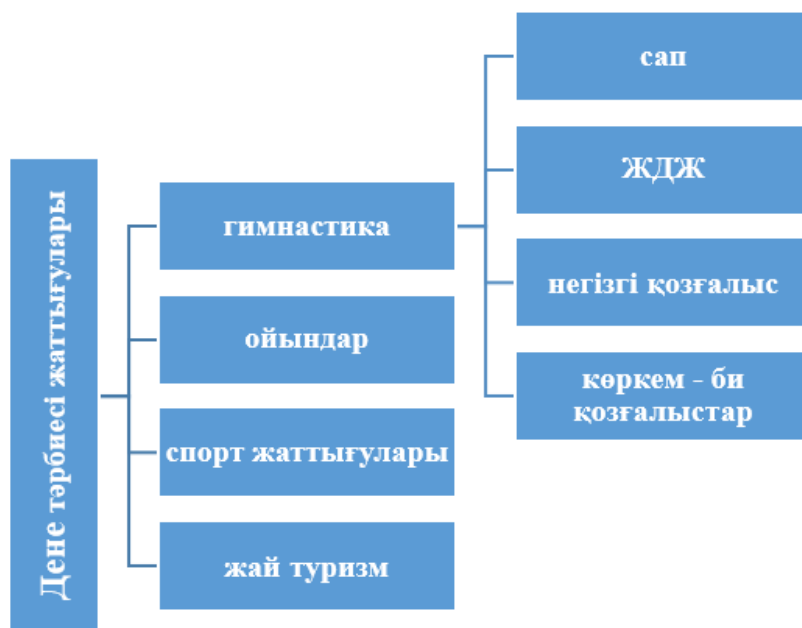 Дене тәрбиесі жаттығулары
гимнастика
ойындар
спорт жаттығулары
жай туризм
сап
ЖДЖ
негізгі қозғалыс
көркем - би
қозғалыстар